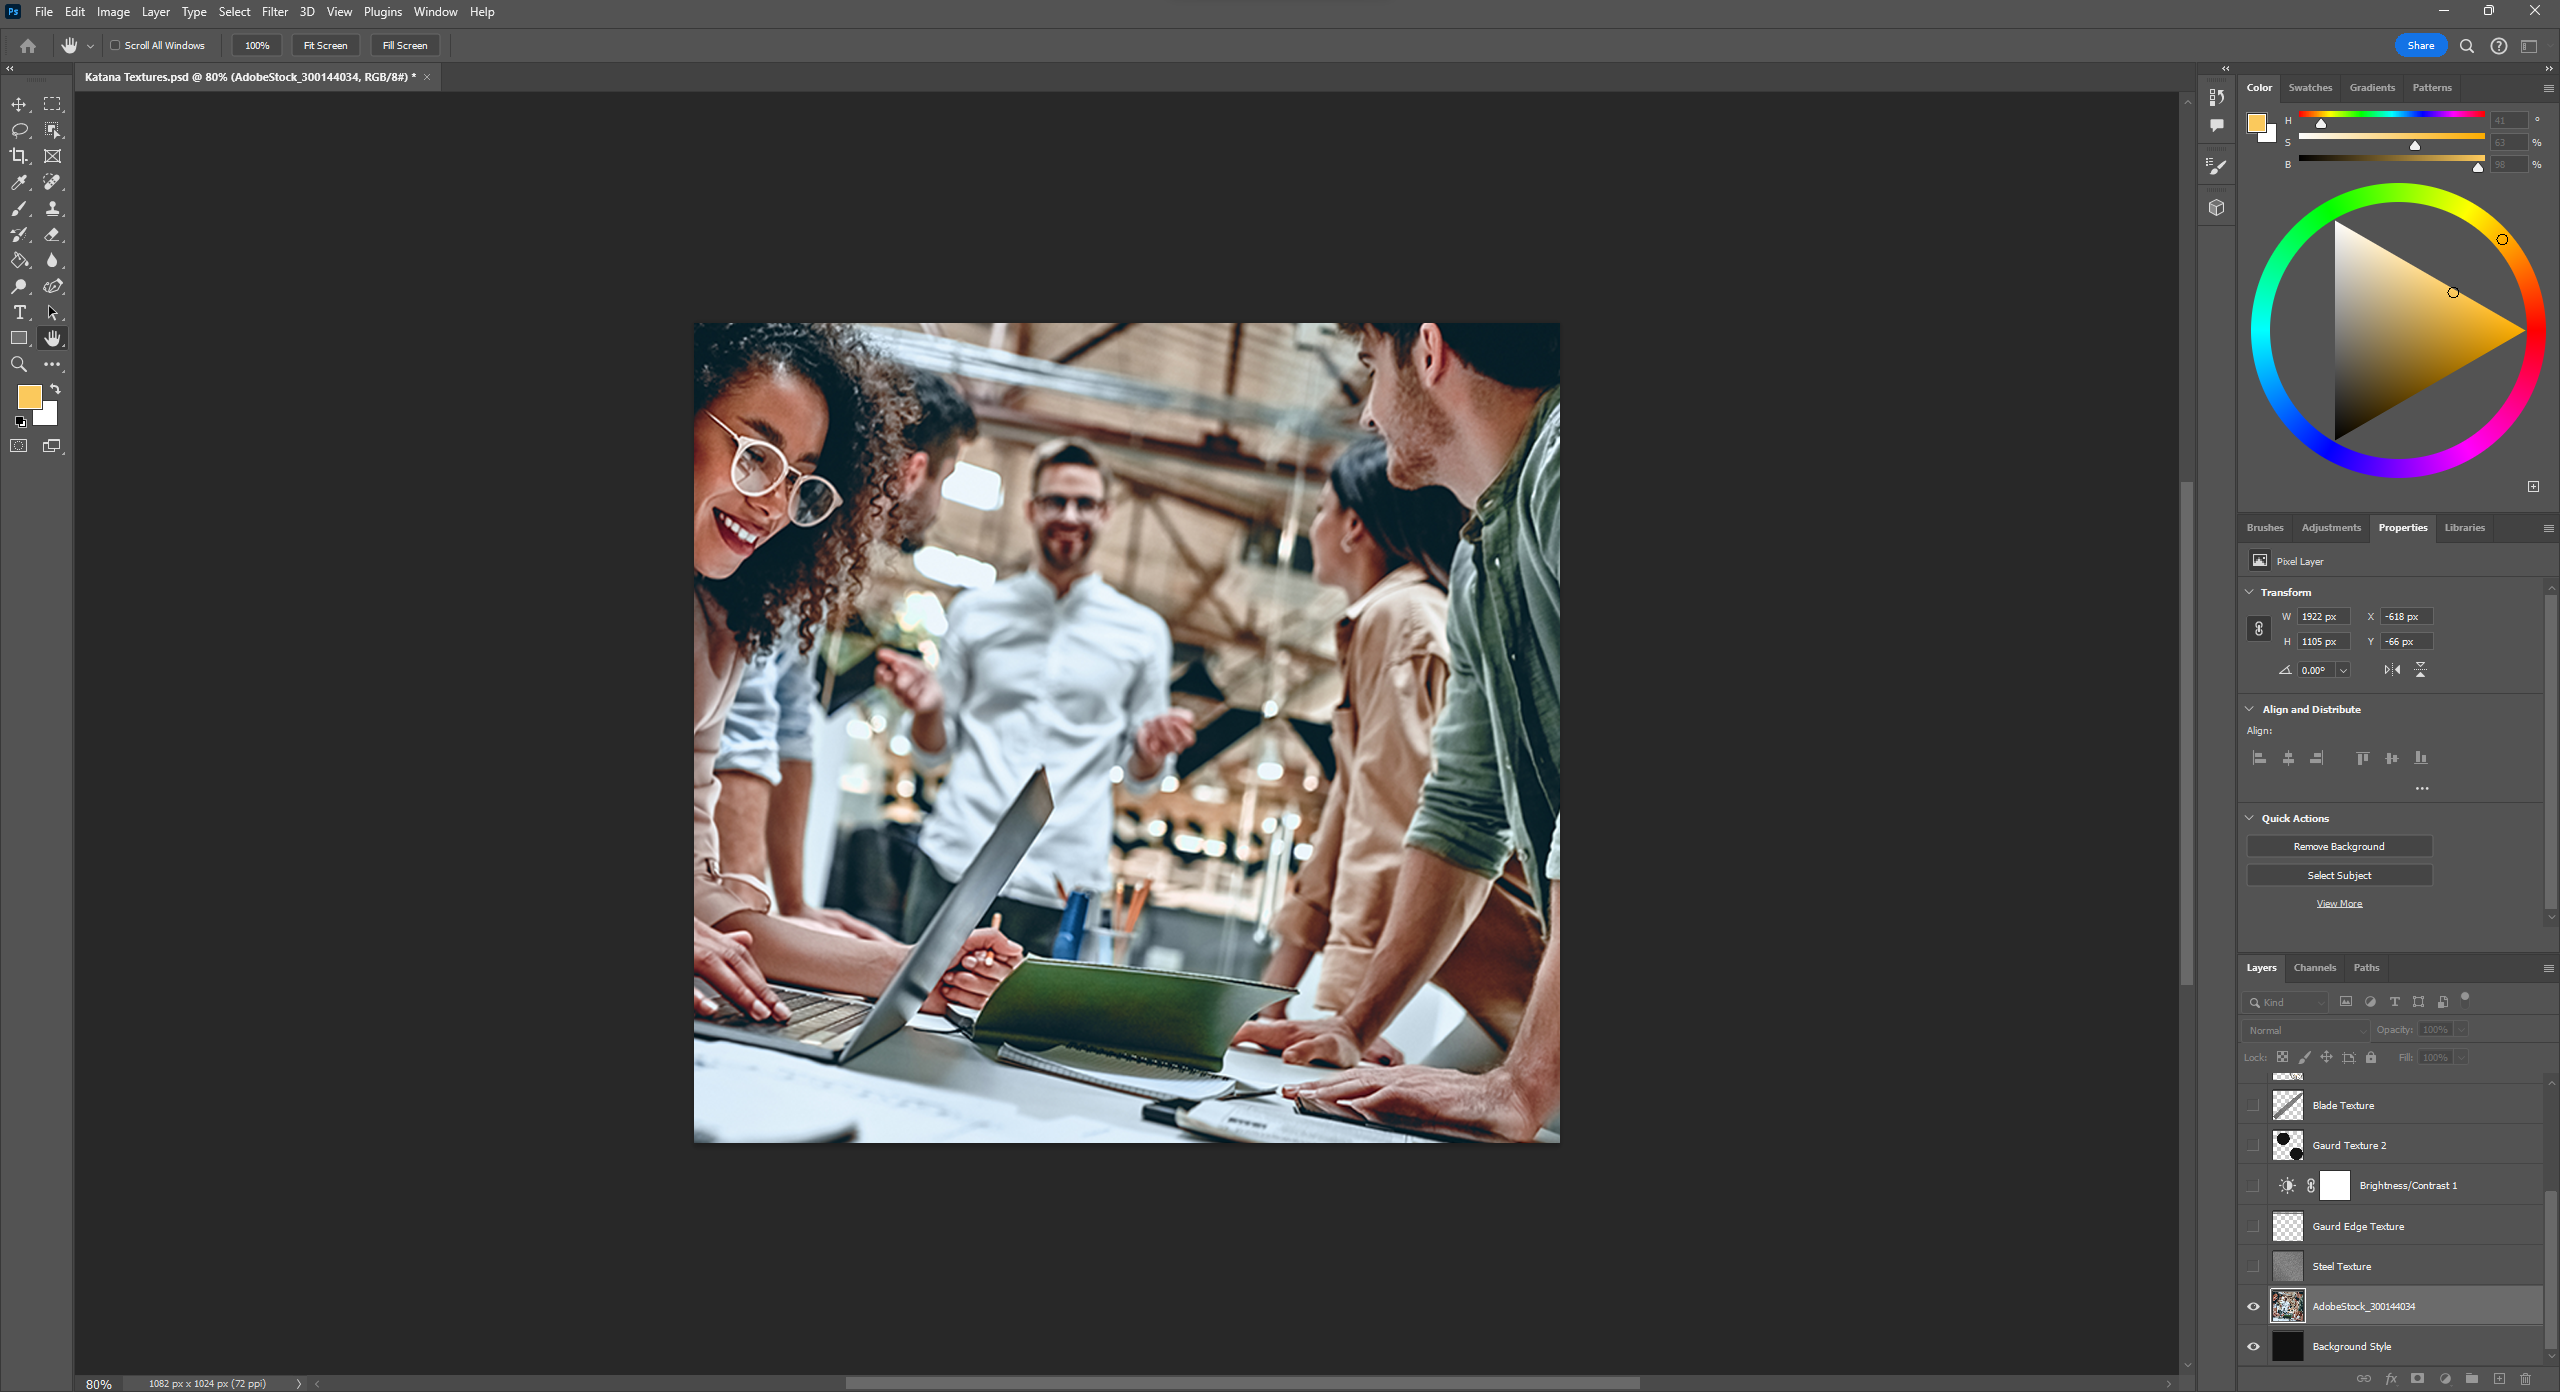 Ps File Edit Image Layer Type Select Filter 3D View Plugins Window Help
Scroll All Windows 100% Fit Screen Fill Screen Share
Katana Textures.psd @ 80% (AdobeStock_300144034, RGB/8#) * ×
Color Swatches Gradients Patterns
H 41 °
S 63 %
B 98 %
Brushes Adjustments Properties Libraries
Pixel Layer
Transform
W 1922 px X -618 px
H 1105 px Y -66 px
0.00°
Align and Distribute
Align:
Quick Actions
Remove Background
Select Subject
View More
Layers Channels Paths
Kind
Normal Opacity: 100%
Lock: Fill: 100%
Blade Texture
Gaurd Texture 2
Brightness/Contrast 1
Gaurd Edge Texture
Steel Texture
AdobeStock_300144034
Background Style
fx
80% 1082 px x 1024 px (72 ppi)